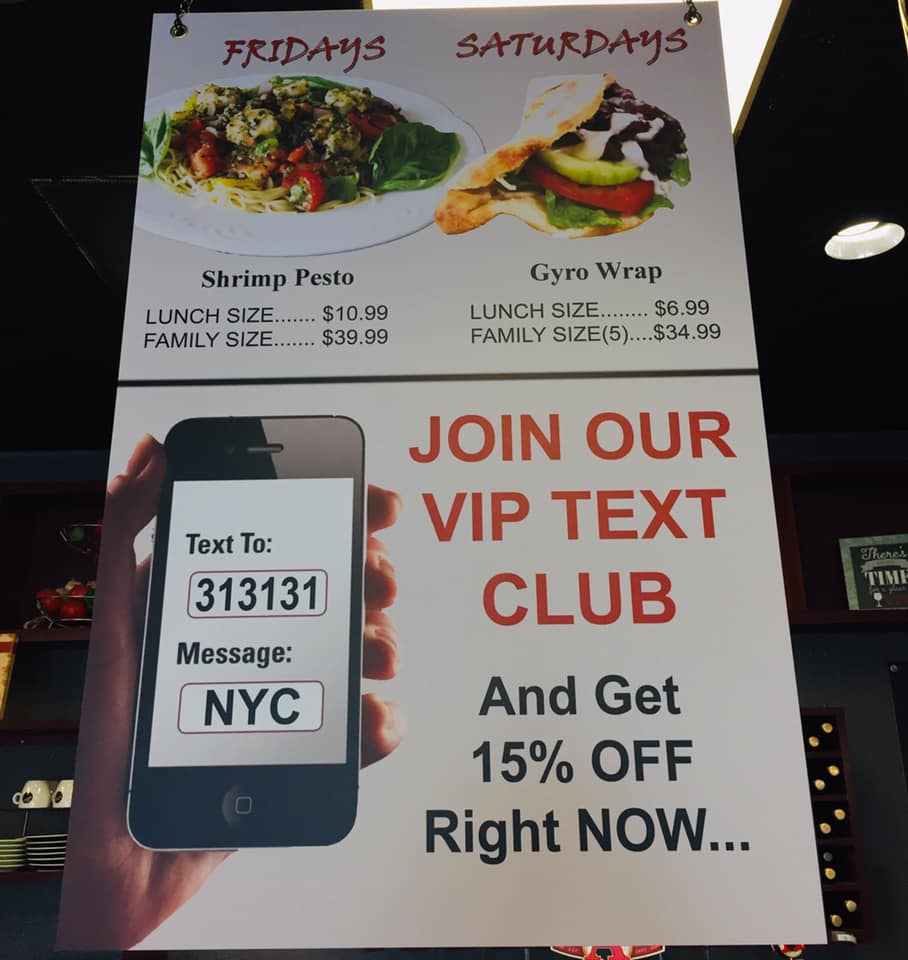 FRIDAYS
Shrimp Pesto
LUNCH SIZE....... $10.99
FAMILY SIZE....... $39.99
SATURDAYS
Gyro Wrap
LUNCH SIZE........ $6.99
FAMILY SIZE(5)....$34.99
Text To:
313131
Message:
NYC
JOIN OUR
VIP TEXT
CLUB
And Get
15% OFF
Right NOW...
There's
TIME